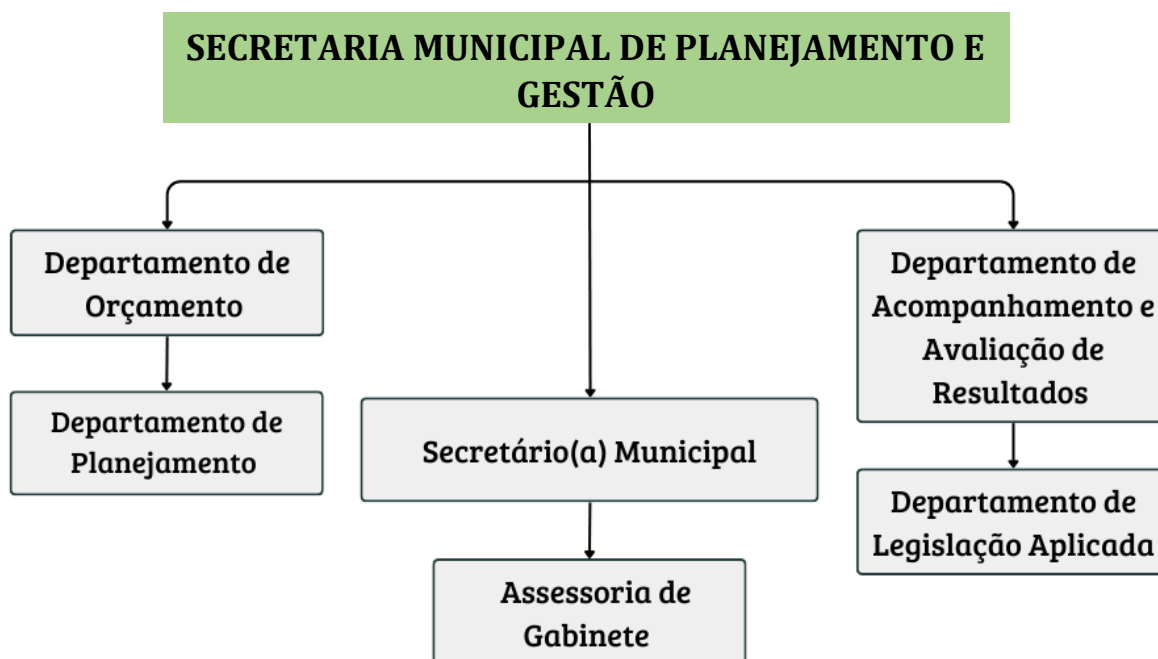 SECRETARIA MUNICIPAL DE PLANEJAMENTO E
GESTÃO
Departamento de
Orçamento
Departamento de
Planejamento
Secretário(a) Municipal
Assessoria de
Gabinete
Departamento de
Acompanhamento e
Avaliação de
Resultados
Departamento de
Legislação Aplicada